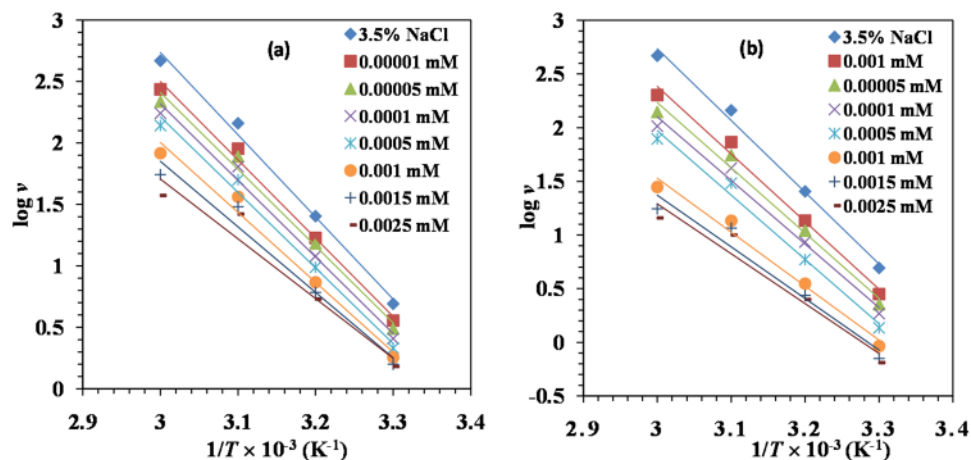 3
2.5
2
1.5
1
0.5
0
2.9
3
3.1
3.2
3.3
3.4
log v
1/T × 10⁻³ (K⁻¹)
(a)
3.5% NaCl
0.00001 mM
0.00005 mM
0.0001 mM
0.0005 mM
0.001 mM
0.0015 mM
0.0025 mM
3
2.5
2
1.5
1
0.5
0
-0.5
2.9
3
3.1
3.2
3.3
3.4
log v
1/T × 10⁻³ (K⁻¹)
(b)
3.5% NaCl
0.001 mM
0.00005 mM
0.0001 mM
0.0005 mM
0.001 mM
0.0015 mM
0.0025 mM